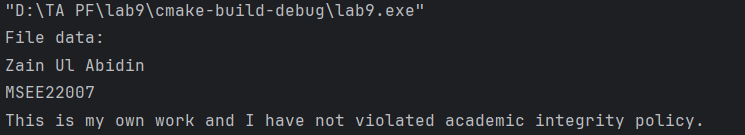 "D:\TA PF\lab9\cmake-build-debug\lab9.exe"
File data:
Zain Ul Abidin
MSEE22007
This is my own work and I have not violated academic integrity policy.